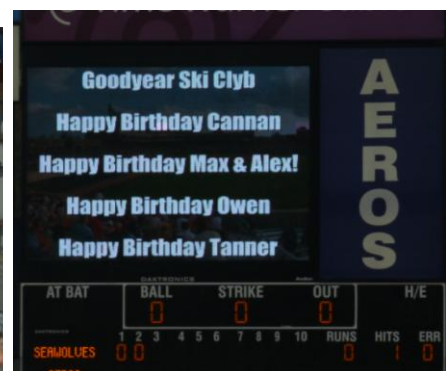 Goodyear Ski Clyb
Happy Birthday Cannan
Happy Birthday Max & Alex!
Happy Birthday Owen
Happy Birthday Tanner
AEROS
DAKTRONICS
AT BAT BALL STRIKE OUT H/E
0 0 0
1 2 3 4 5 6 7 8 9 10 RUNS HITS ERR
SEAWOLVES 0 0 0 1 0